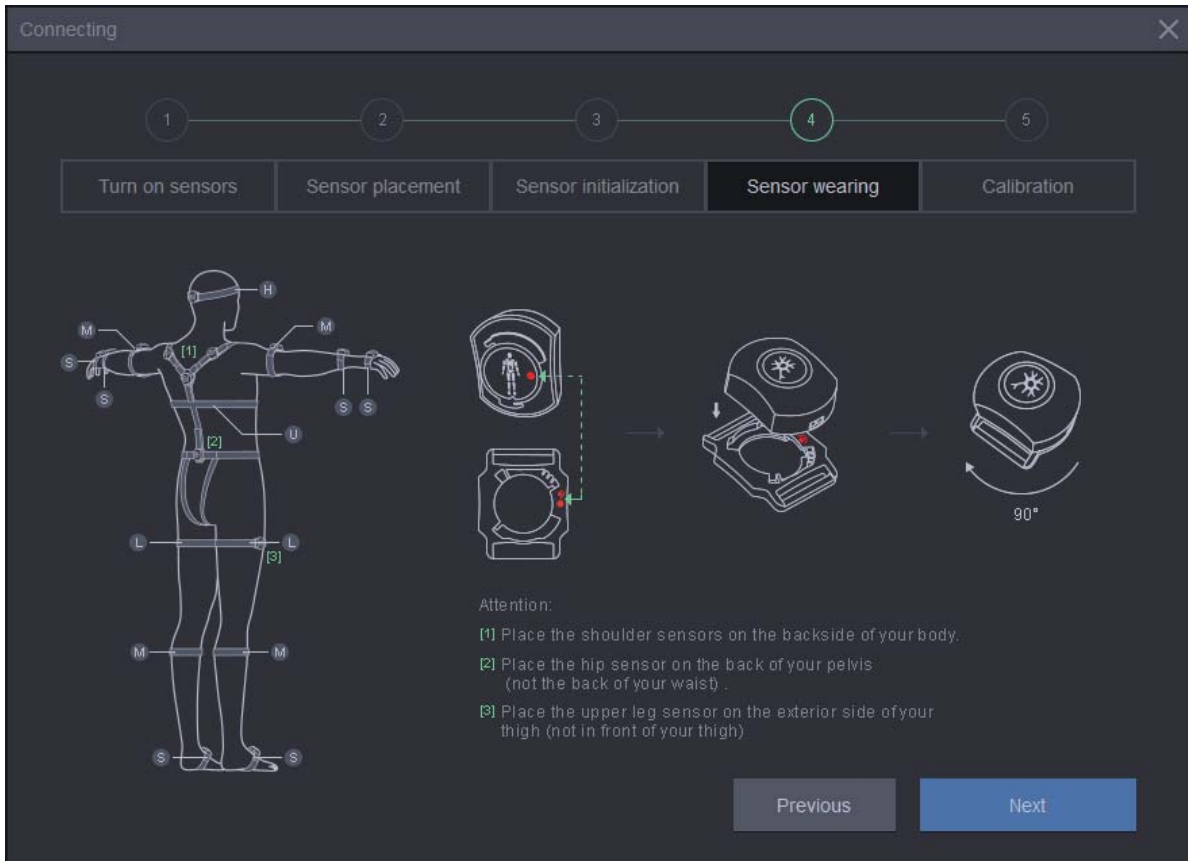 Connecting
1 2 3 4 5
Turn on sensors Sensor placement Sensor initialization Sensor wearing Calibration
H
M M
[1]
S
S S S
U
[2]
L L
[3]
M M
S S
90°
Attention:
[1] Place the shoulder sensors on the backside of your body.
[2] Place the hip sensor on the back of your pelvis
(not the back of your waist) .
[3] Place the upper leg sensor on the exterior side of your
thigh (not in front of your thigh)
Previous Next